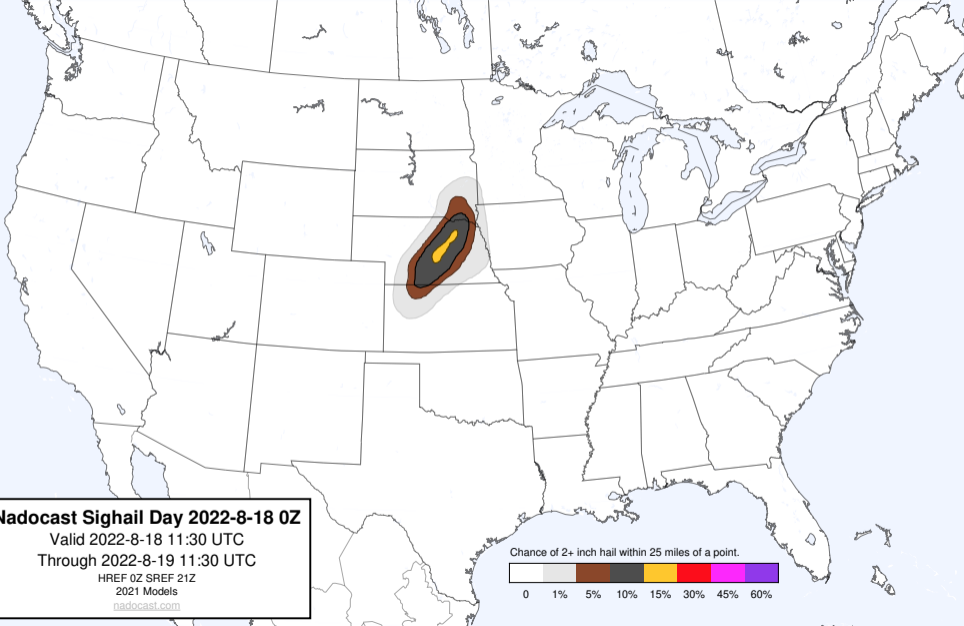 Nadocast Sighail Day 2022-8-18 0Z
Valid 2022-8-18 11:30 UTC
Through 2022-8-19 11:30 UTC
HREF 0Z SREF 21Z
2021 Models
nadocast.com
Chance of 2+ inch hail within 25 miles of a point.
0 1% 5% 10% 15% 30% 45% 60%